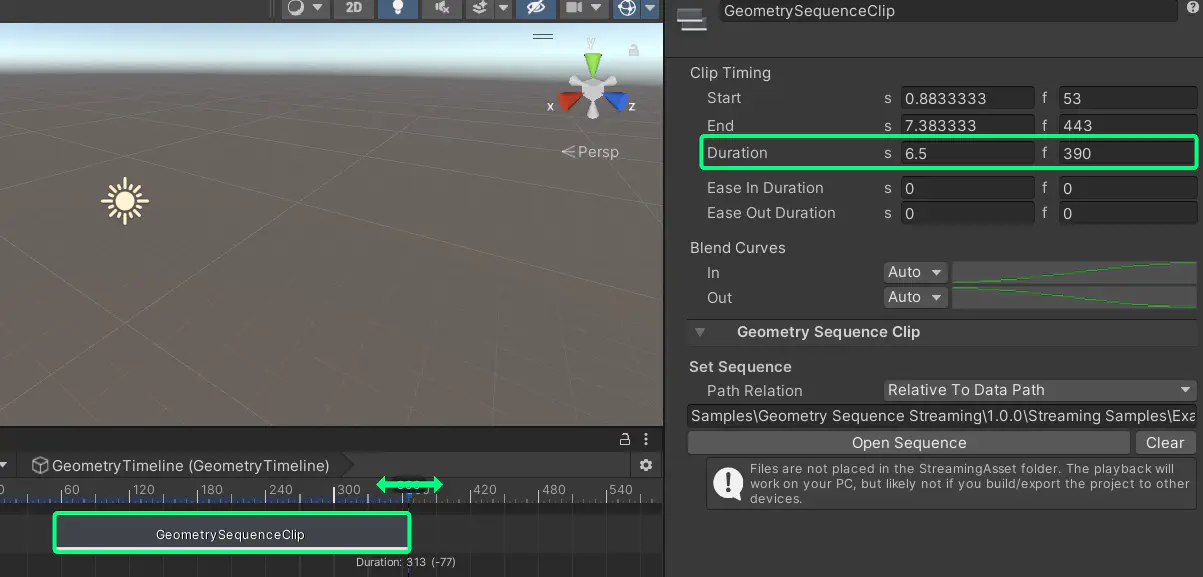 2D
GeometrySequenceClip
y
x
z
Persp
Clip Timing
Start s 0.8833333 f 53
End s 7.383333 f 443
Duration s 6.5 f 390
Ease In Duration s 0 f 0
Ease Out Duration s 0 f 0
Blend Curves
In Auto
Out Auto
Geometry Sequence Clip
Set Sequence
Path Relation Relative To Data Path
Samples\Geometry Sequence Streaming\1.0.0\Streaming Samples\Exa
Open Sequence Clear
Files are not placed in the StreamingAsset folder. The playback will
work on your PC, but likely not if you build/export the project to other
devices.
GeometryTimeline (GeometryTimeline)
0 60 120 180 240 300 420 480 540
GeometrySequenceClip
Duration: 313 (-77)